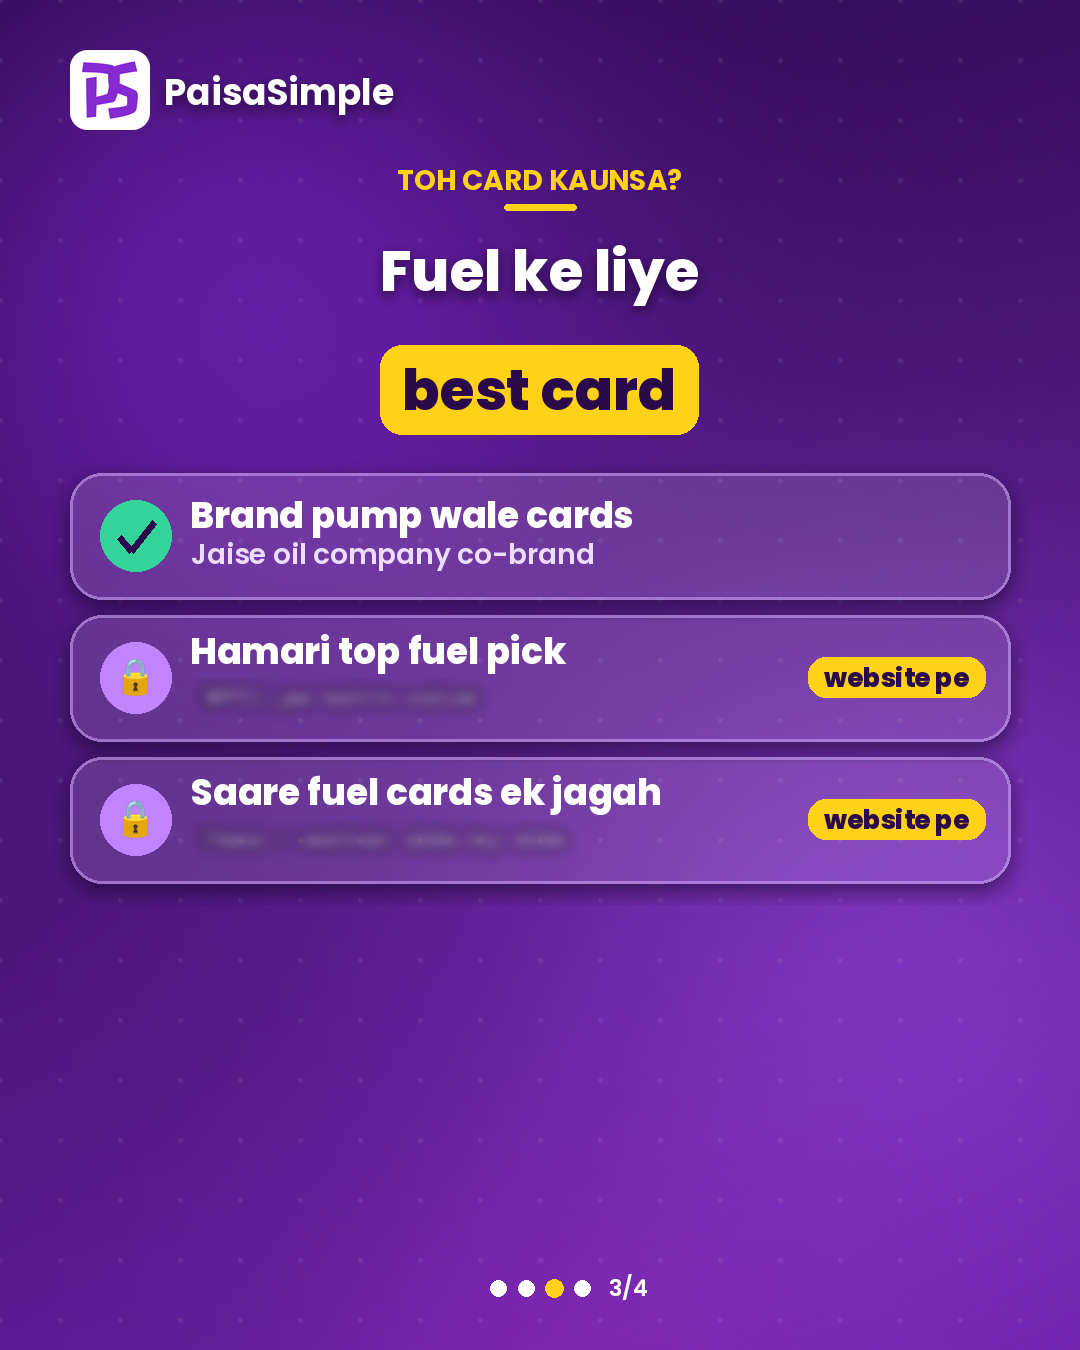 PaisaSimple
TOH CARD KAUNSA?
Fuel ke liye
best card
Brand pump wale cards
Jaise oil company co-brand
Hamari top fuel pick
website pe
Saare fuel cards ek jagah
website pe
3/4